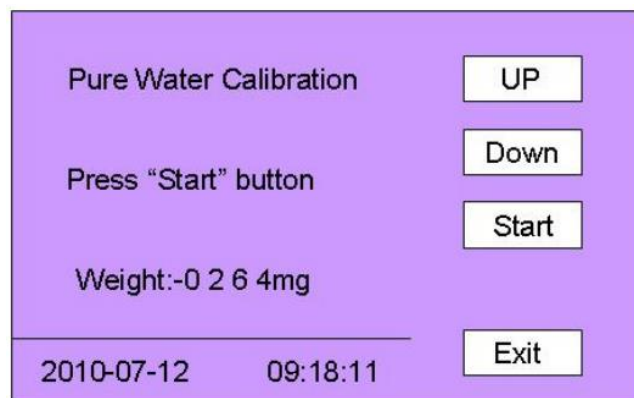 Pure Water Calibration
UP
Down
Press “Start” button
Start
Weight:-0 2 6 4mg
Exit
2010-07-12 09:18:11